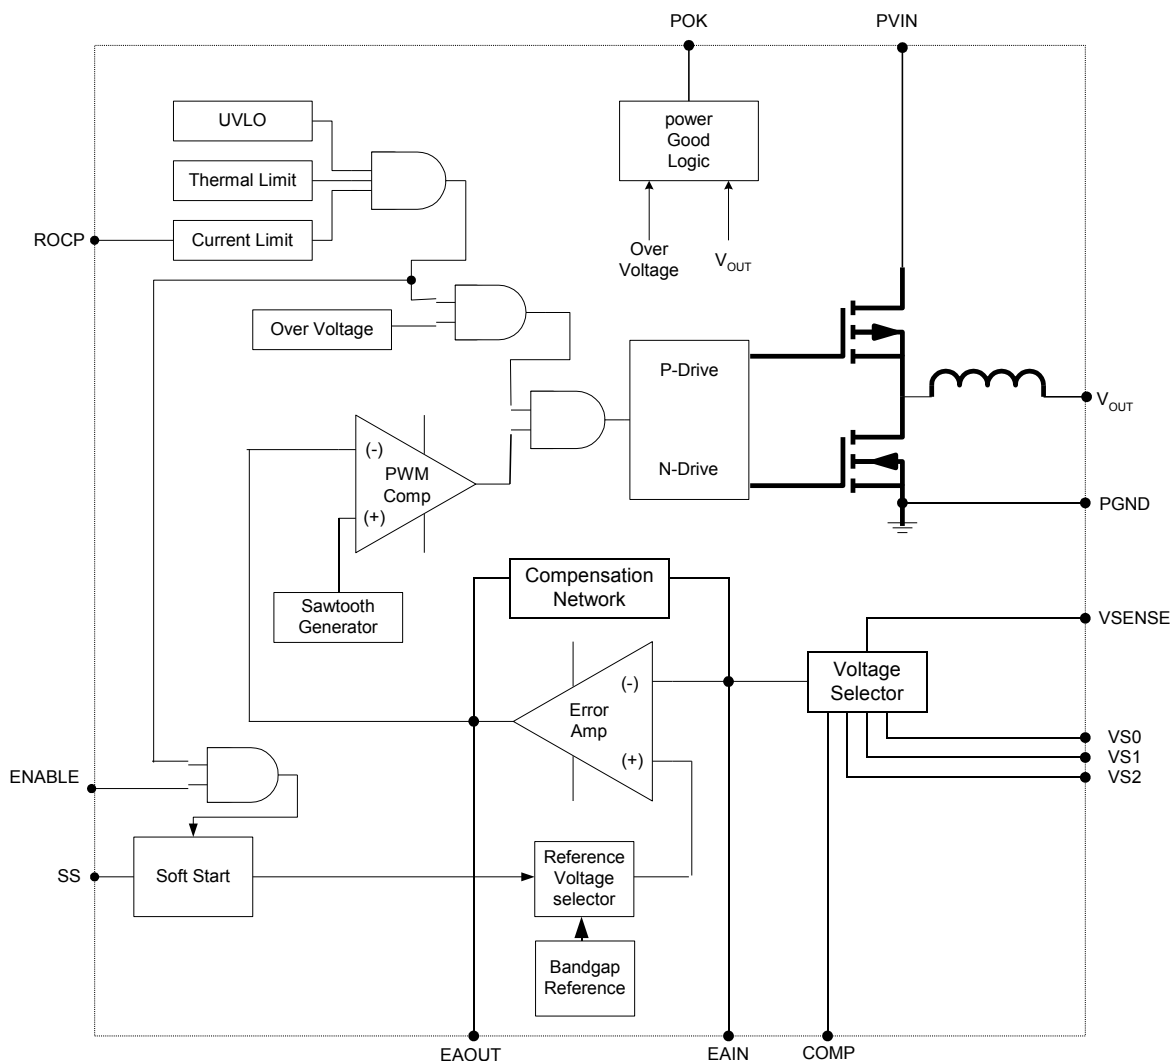 POK
PVIN
UVLO
Thermal Limit
ROCP
Current Limit
power
Good
Logic
Over
Voltage
VOUT
Over Voltage
P-Drive
N-Drive
VOUT
PGND
(-)
PWM
Comp
(+)
Sawtooth
Generator
Compensation
Network
VSENSE
Voltage
Selector
(-)
Error
Amp
(+)
VS0
VS1
VS2
ENABLE
SS
Soft Start
Reference
Voltage
selector
Bandgap
Reference
EAOUT
EAIN
COMP